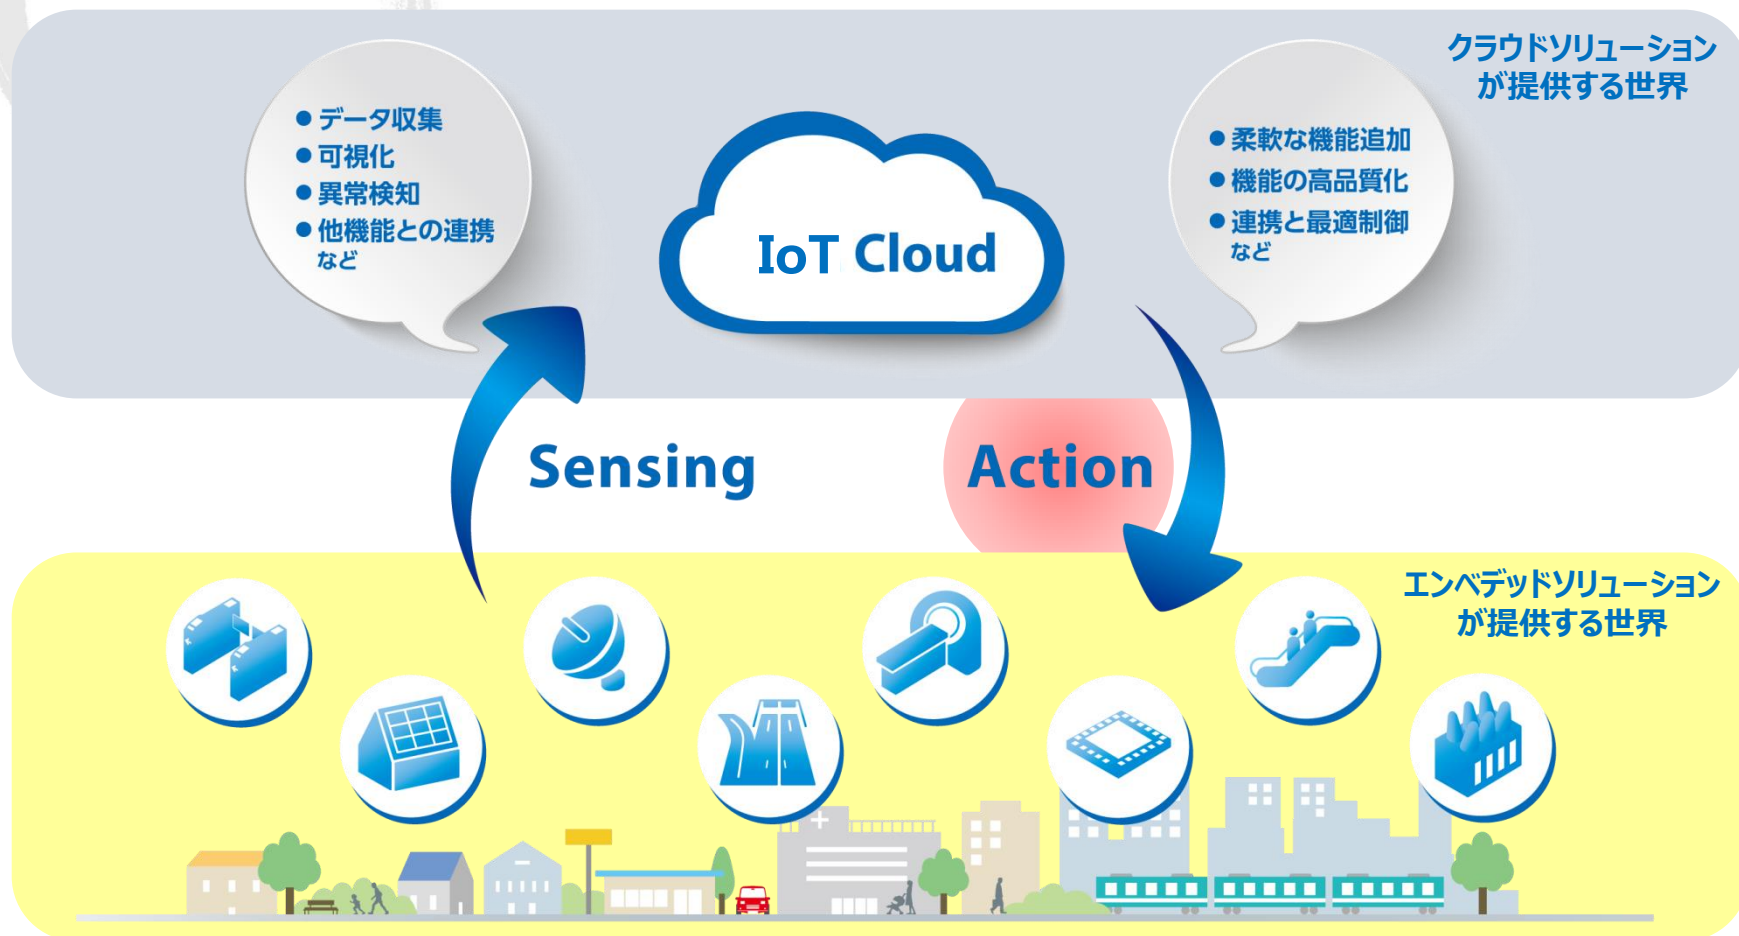 クラウドソリューション
が提供する世界
● データ収集
● 可視化
● 異常検知
● 他機能との連携
など
IoT Cloud
● 柔軟な機能追加
● 機能の高品質化
● 連携と最適制御
など
Sensing
Action
エンベデッドソリューション
が提供する世界